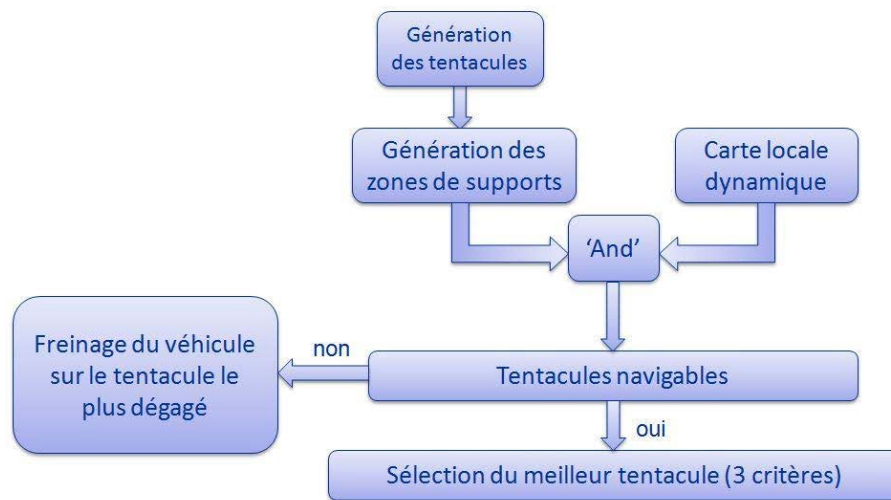 Génération
des tentacules
Génération des
zones de supports
Carte locale
dynamique
‘And’
Freinage du véhicule
sur le tentacule le
plus dégagé
non
Tentacules navigables
oui
Sélection du meilleur tentacule (3 critères)